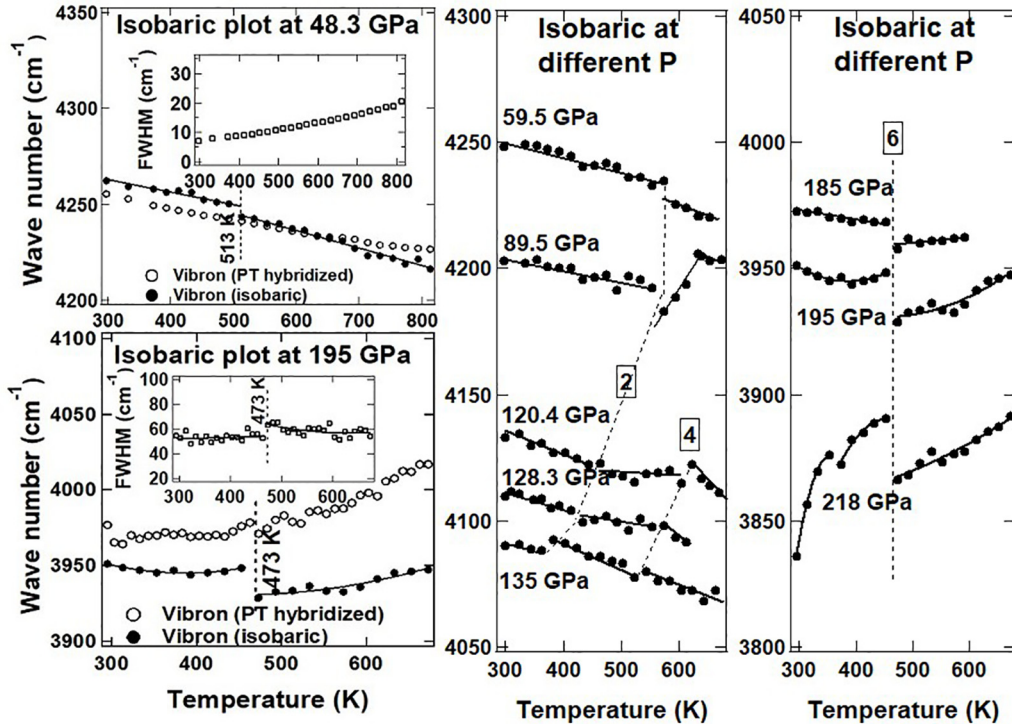 Isobaric plot at 48.3 GPa
Wave number (cm-1)
4350
4300
4250
4200
FWHM (cm-1)
30
20
10
0
300 400 500 600 700 800
513 K
Vibron (PT hybridized)
Vibron (isobaric)
300 400 500 600 700 800
Isobaric plot at 195 GPa
Wave number (cm-1)
4100
4050
4000
3950
3900
FWHM (cm-1)
100
80
60
40
20
473 K
300 400 500 600
473 K
Vibron (PT hybridized)
Vibron (isobaric)
300 400 500 600
Temperature (K)
Isobaric at
different P
4300
4250
4200
4150
4100
4050
59.5 GPa
89.5 GPa
2
120.4 GPa
4
128.3 GPa
135 GPa
300 400 500 600
Temperature (K)
Isobaric at
different P
4000
3950
3900
3850
3800
6
185 GPa
195 GPa
218 GPa
300 400 500 600
Temperature (K)